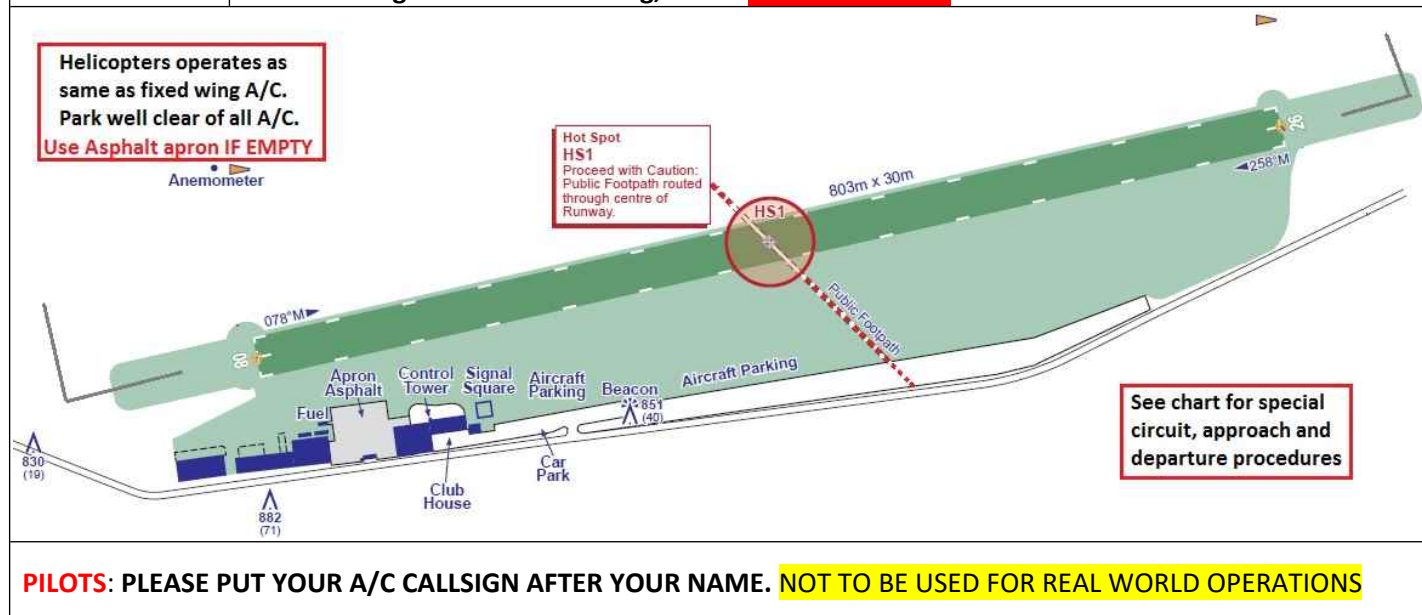 Helicopters operates as
same as fixed wing A/C.
Park well clear of all A/C.
Use Asphalt apron IF EMPTY
Anemometer
Hot Spot
HS1
Proceed with Caution:
Public Footpath routed
through centre of
Runway.
HS1
803m x 30m
26
258°M
078°M
08
Public Footpath
Apron
Asphalt
Control
Tower
Signal
Square
Aircraft
Parking
Beacon
851
(40)
Aircraft Parking
Fuel
830
(19)
882
(71)
Club
House
Car
Park
See chart for special
circuit, approach and
departure procedures
PILOTS: PLEASE PUT YOUR A/C CALLSIGN AFTER YOUR NAME. NOT TO BE USED FOR REAL WORLD OPERATIONS